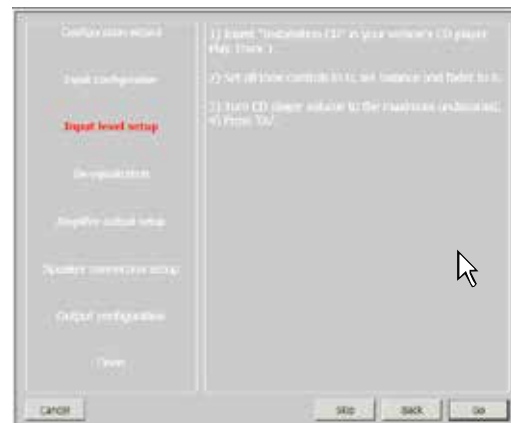 Configuration wizard
Input configuration
Input level setup
De-equalization
Amplifier output setup
Speaker connection setup
Output configuration
Done
1) Insert "Installation CD" in your vehicle's CD player
Play Track 1.
2) Set all tone controls to 0, set balance and fader to 0.
3) Turn CD player volume to the maximum undistorted.
4) Press 'Go'.
Cancel
Skip
Back
Go